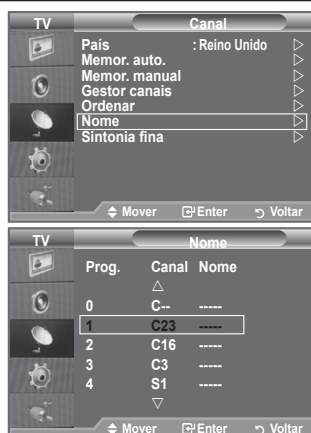 TV Canal
País : Reino Unido
Memor. auto.
Memor. manual
Gestor canais
Ordenar
Nome
Sintonia fina
Mover Enter Voltar
TV Nome
Prog. Canal Nome
0 C-- -----
1 C23 -----
2 C16 -----
3 C3 -----
4 S1 -----
Mover Enter Voltar